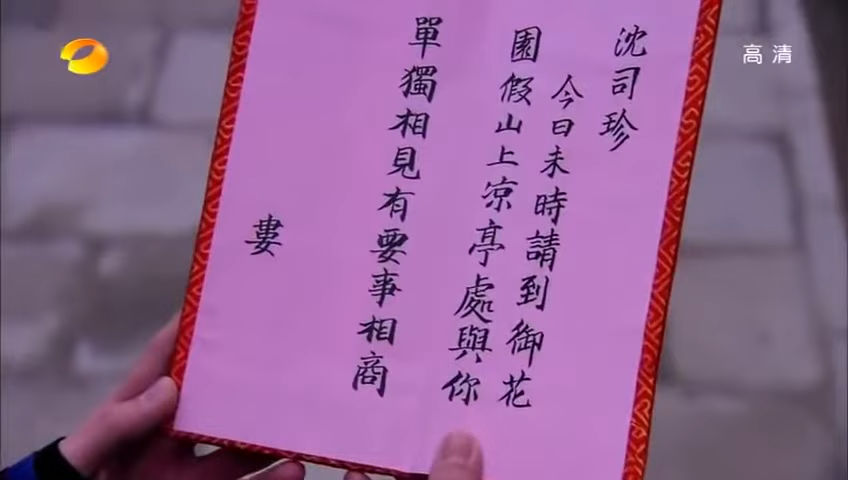 沈司珍
今日未時請到御花
園假山上凉亭處與你
單獨相見有要事相商
婁
高清